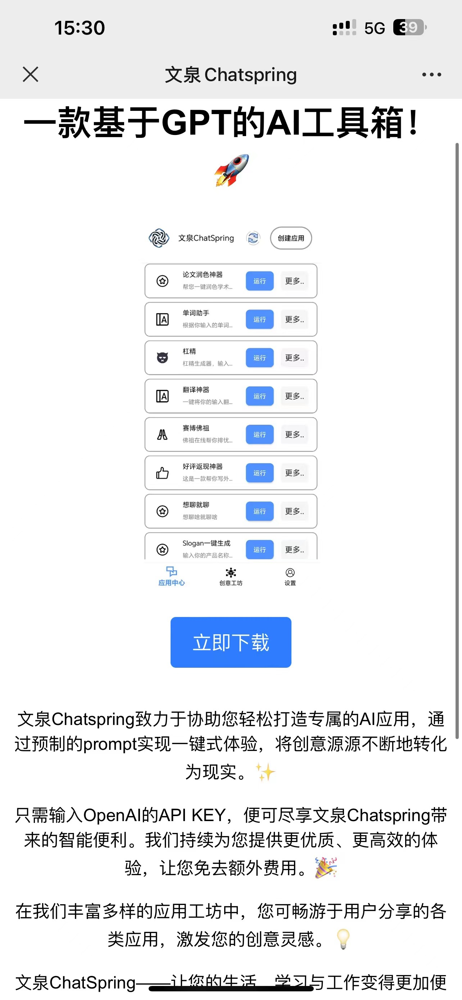 15:30
5G 39
文泉Chatspring
一款基于GPT的AI工具箱！
🚀
文泉ChatSpring
创建应用
论文润色神器
帮您一键润色学术...
运行
更多..
单词助手
根据你输入的单词...
运行
更多..
杠精
杠精生成器，输入...
运行
更多..
翻译神器
一键将你的输入翻...
运行
更多..
赛博佛祖
佛祖在线帮你排忧...
运行
更多..
好评返现神器
这是一款帮你写外...
运行
更多..
想聊就聊
想聊啥就聊啥
运行
更多..
Slogan一键生成
输入你的产品名称...
运行
更多..
应用中心
创意工坊
设置
立即下载
文泉Chatspring致力于协助您轻松打造专属的AI应用，通
过预制的prompt实现一键式体验，将创意源源不断地转化
为现实。✨
只需输入OpenAI的API KEY，便可尽享文泉Chatspring带
来的智能便利。我们持续为您提供更优质、更高效的体
验，让您免去额外费用。🎉
在我们丰富多样的应用工坊中，您可畅游于用户分享的各
类应用，激发您的创意灵感。💡
文泉ChatSpring——让您的生活、学习与工作变得更加便